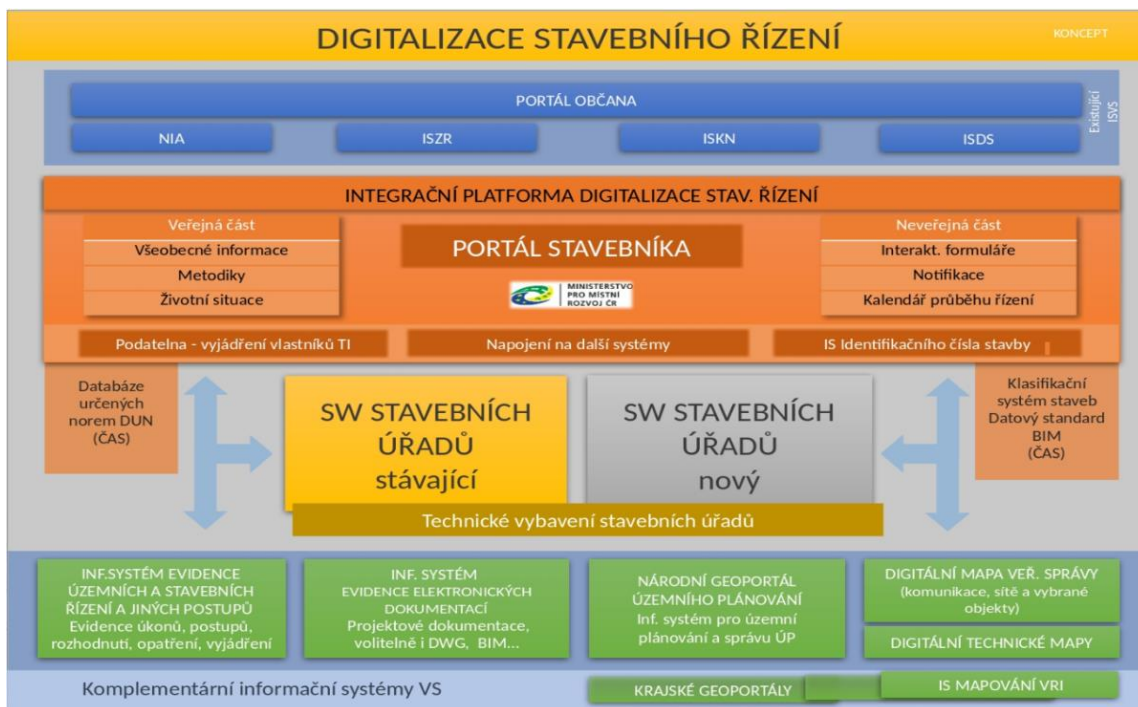 DIGITALIZACE STAVEBNÍHO ŘÍZENÍ
KONCEPT
PORTÁL OBČANA
Existující
ISVS
NIA
ISZR
ISKN
ISDS
INTEGRAČNÍ PLATFORMA DIGITALIZACE STAV. ŘÍZENÍ
Veřejná část
Všeobecné informace
Metodiky
Životní situace
PORTÁL STAVEBNÍKA
MINISTERSTVO
PRO MÍSTNÍ
ROZVOJ ČR
Neveřejná část
Interakt. formuláře
Notifikace
Kalendář průběhu řízení
Podatelna - vyjádření vlastníků TI
Napojení na další systémy
IS Identifikačního čísla stavby
Databáze
určených
norem DUN
(ČAS)
SW STAVEBNÍCH
ÚŘADŮ
stávající
SW STAVEBNÍCH
ÚŘADŮ
nový
Klasifikační
systém staveb
Datový standard
BIM
(ČAS)
Technické vybavení stavebních úřadů
INF.SYSTÉM EVIDENCE
ÚZEMNÍCH A STAVEBNÍCH
ŘÍZENÍ A JINÝCH POSTUPŮ
Evidence úkonů, postupů,
rozhodnutí, opatření, vyjádření
INF. SYSTÉM
EVIDENCE ELEKTRONICKÝCH
DOKUMENTACÍ
Projektové dokumentace,
volitelně i DWG, BIM...
NÁRODNÍ GEOPORTÁL
ÚZEMNÍHO PLÁNOVÁNÍ
Inf. systém pro územní
plánování a správu ÚP
DIGITÁLNÍ MAPA VEŘ. SPRÁVY
(komunikace, sítě a vybrané
objekty)
DIGITÁLNÍ TECHNICKÉ MAPY
Komplementární informační systémy VS
KRAJSKÉ GEOPORTÁLY
IS MAPOVÁNÍ VRI